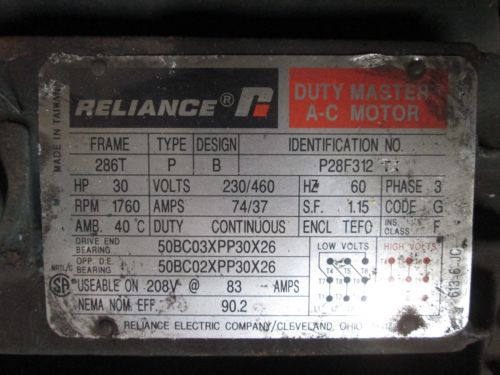 RELIANCE®
DUTY MASTER
A-C MOTOR
MADE IN TAIWAN
FRAME TYPE DESIGN IDENTIFICATION NO.
286T P B P28F312
HP 30 VOLTS 230/460 HZ 60 PHASE 3
RPM 1760 AMPS 74/37 S.F. 1.15 CODE G
AMB. 40°C DUTY CONTINUOUS ENCL TEFO INS. CLASS F
DRIVE END BEARING 50BC03XPP30X26
OPP. D.E. BEARING 50BC02XPP30X26
LOW VOLTS HIGH VOLTS
MRTL/C
SA USEABLE ON 208V @ 83 AMPS
NEMA NOM. EFF. 90.2
RELIANCE ELECTRIC COMPANY/CLEVELAND, OHIO